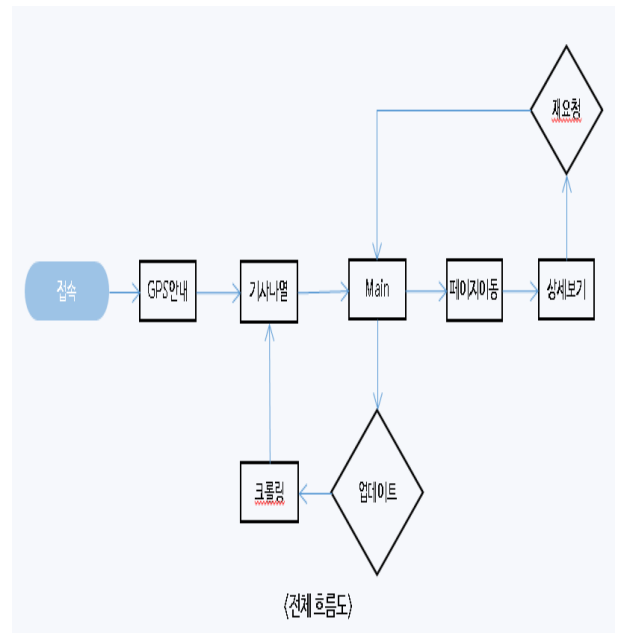 재요청
접속
GPS안내
기사나열
Main
페이지이동
상세보기
크롤링
업데이트
<전체 흐름도>